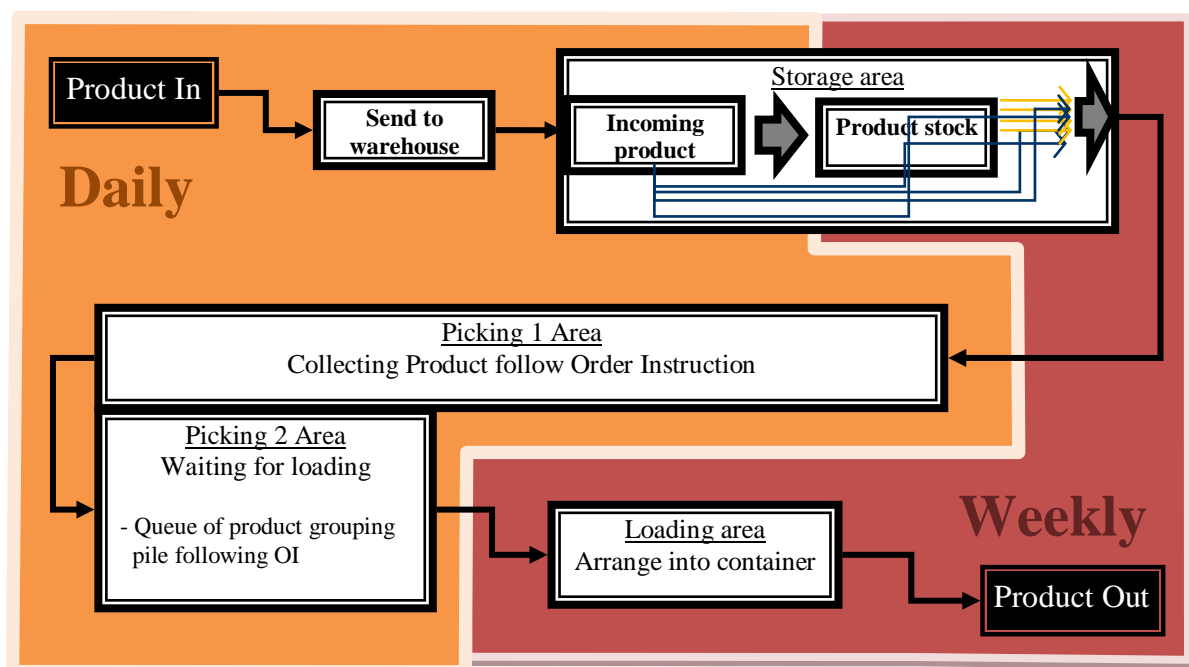 Product In
Send to
warehouse
Storage area
Incoming
product
Product stock
Daily
Picking 1 Area
Collecting Product follow Order Instruction
Picking 2 Area
Waiting for loading
- Queue of product grouping
pile following OI
Loading area
Arrange into container
Weekly
Product Out